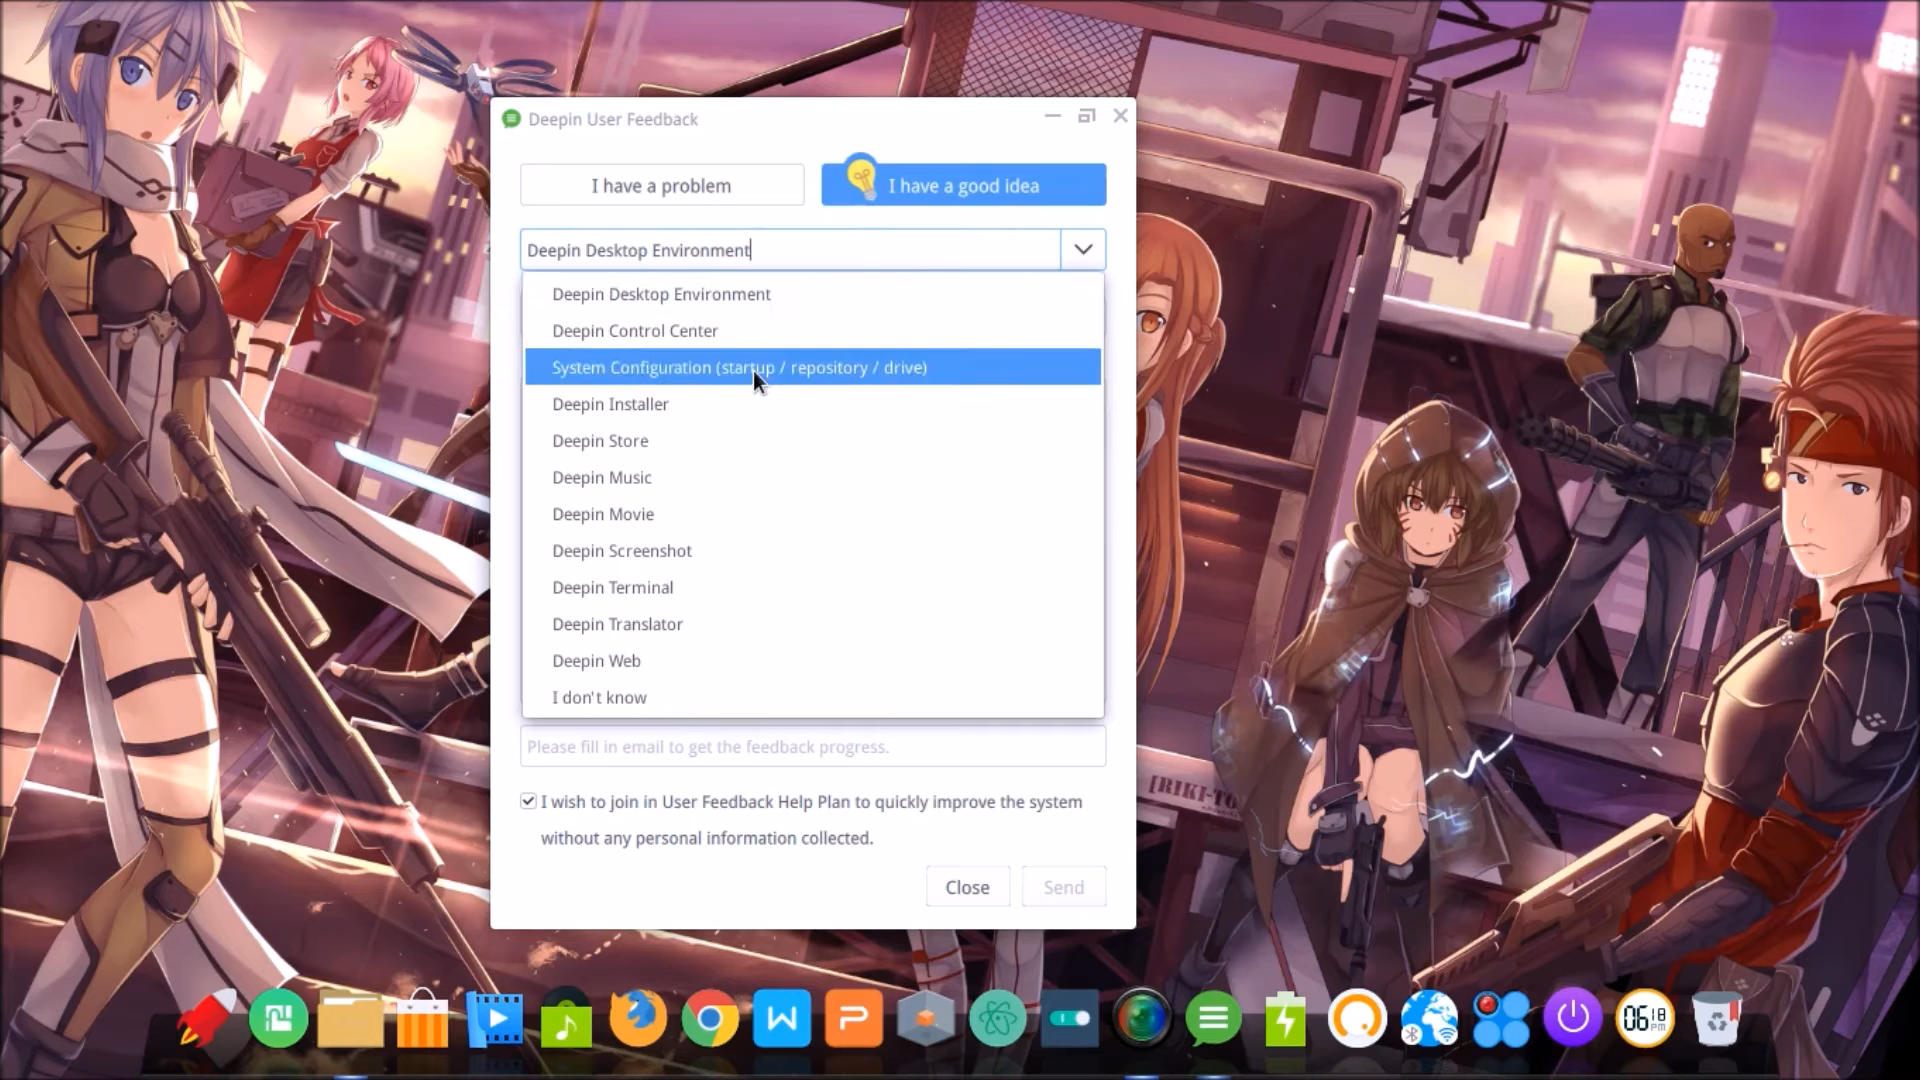 Deepin User Feedback
I have a problem
I have a good idea
Deepin Desktop Environment
Deepin Desktop Environment
Deepin Control Center
System Configuration (startup / repository / drive)
Deepin Installer
Deepin Store
Deepin Music
Deepin Movie
Deepin Screenshot
Deepin Terminal
Deepin Translator
Deepin Web
I don't know
Please fill in email to get the feedback progress.
I wish to join in User Feedback Help Plan to quickly improve the system
without any personal information collected.
Close
Send
[RIKI-TO
W
P
06 18
PM